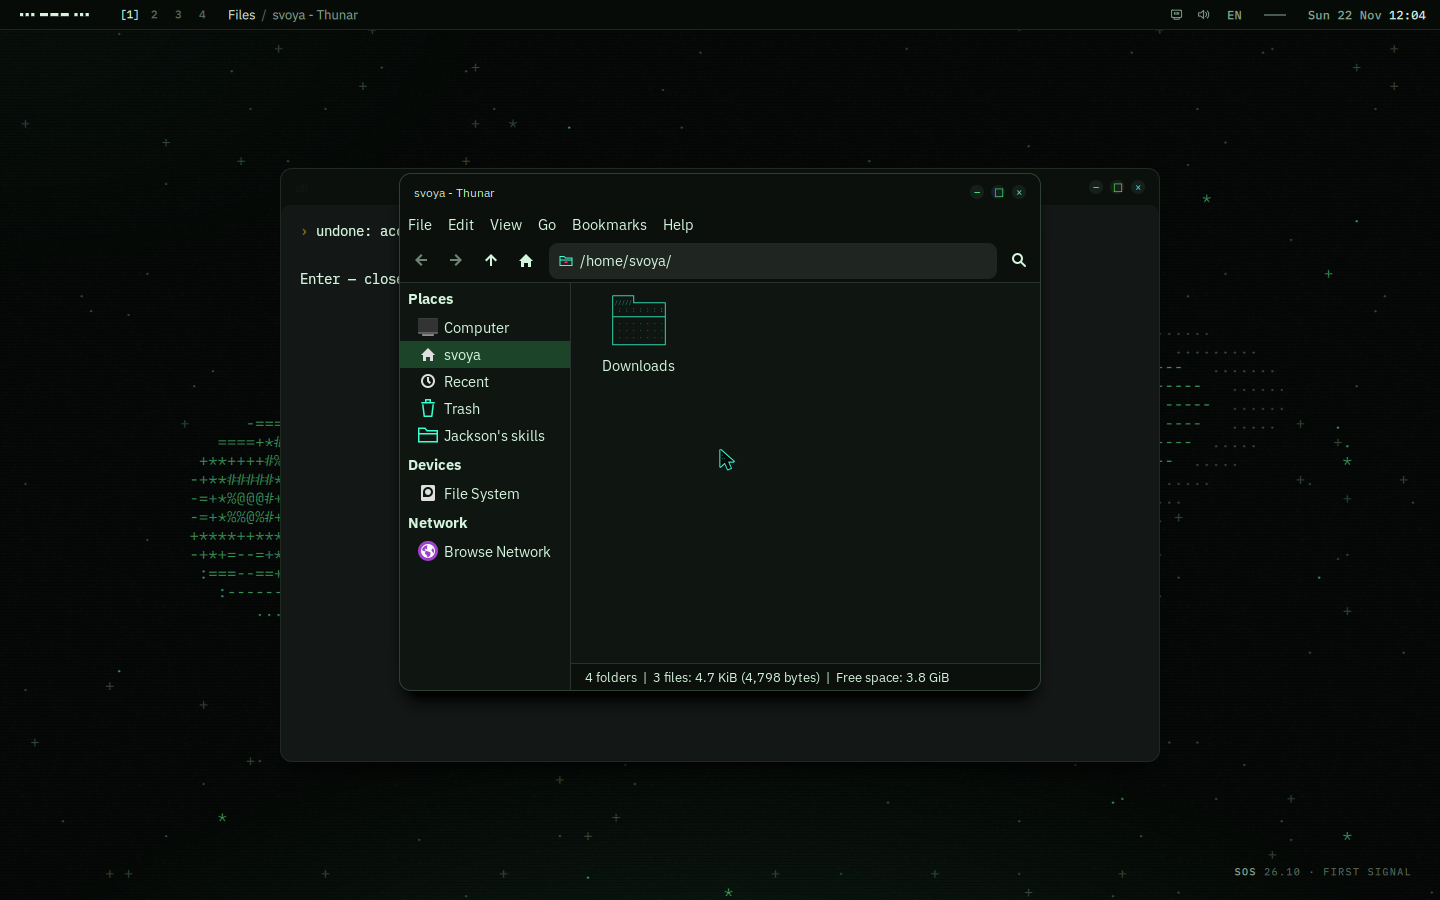 [1] 2 3 4 Files / svoya - Thunar EN Sun 22 Nov 12:04
svoya - Thunar
File Edit View Go Bookmarks Help
› undone: acc
/home/svoya/
Enter — close
Places
Computer
svoya
Recent
Trash
Jackson's skills
Devices
File System
Network
Browse Network
Downloads
4 folders | 3 files: 4.7 KiB (4,798 bytes) | Free space: 3.8 GiB
SOS 26.10 · FIRST SIGNAL